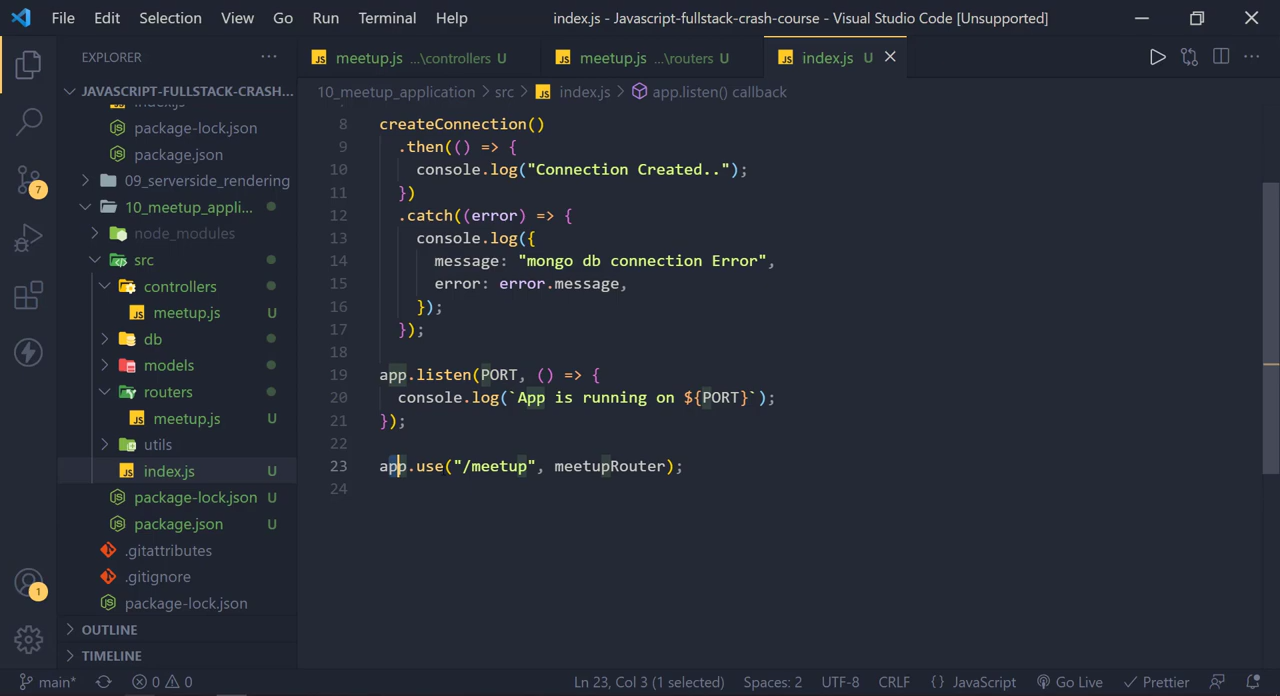 File Edit Selection View Go Run Terminal Help
index.js - Javascript-fullstack-crash-course - Visual Studio Code [Unsupported]
EXPLORER
JAVASCRIPT-FULLSTACK-CRASH...
index.js
package-lock.json
package.json
09_serverside_rendering
10_meetup_appli...
node_modules
src
controllers
meetup.js U
db
models
routers
meetup.js U
utils
index.js U
package-lock.json U
package.json U
.gitattributes
.gitignore
package-lock.json
OUTLINE
TIMELINE
7
1
meetup.js ...\controllers U
meetup.js ...\routers U
index.js U
10_meetup_application > src > index.js > app.listen() callback
8 createConnection()
9 .then(() => {
10 console.log("Connection Created..");
11 })
12 .catch((error) => {
13 console.log({
14 message: "mongo db connection Error",
15 error: error.message,
16 });
17 });
18
19 app.listen(PORT, () => {
20 console.log(`App is running on ${PORT}`);
21 });
22
23 app.use("/meetup", meetupRouter);
24
main* 0 0 Ln 23, Col 3 (1 selected) Spaces: 2 UTF-8 CRLF {} JavaScript Go Live Prettier